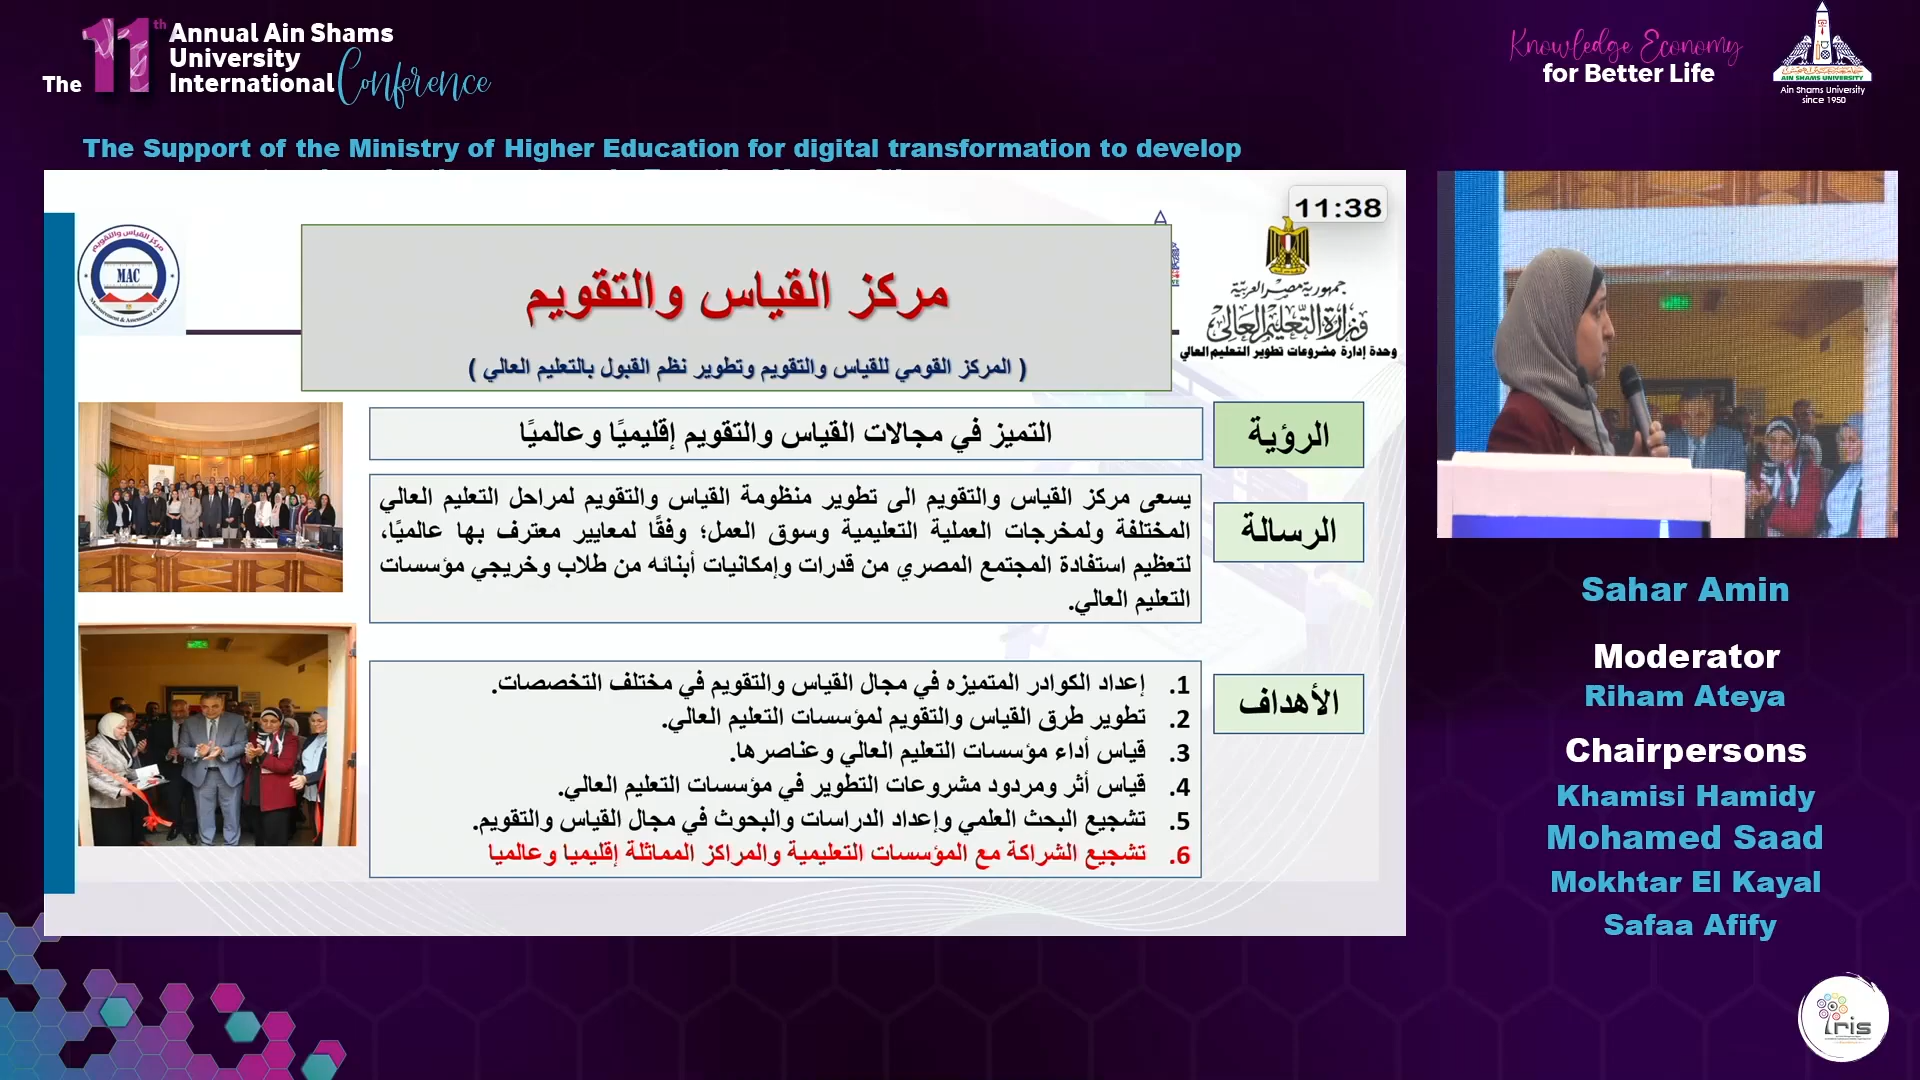 The 11th Annual Ain Shams
University
International Conference
Knowledge Economy
for Better Life
AIN SHAMS UNIVERSITY
Ain Shams University
since 1950
The Support of the Ministry of Higher Education for digital transformation to develop
11:38
مركز القياس والتقويم
MAC
Measurement & Assessment Center
مركز القياس والتقويم
( المركز القومي للقياس والتقويم وتطوير نظم القبول بالتعليم العالي )
جمهورية مصر العربية
وزارة التعليم العالي
وحدة إدارة مشروعات تطوير التعليم العالي
الرؤية
التميز في مجالات القياس والتقويم إقليميًا وعالميًا
الرسالة
يسعى مركز القياس والتقويم الى تطوير منظومة القياس والتقويم لمراحل التعليم العالي
المختلفة ولمخرجات العملية التعليمية وسوق العمل؛ وفقًا لمعايير معترف بها عالميًا،
لتعظيم استفادة المجتمع المصري من قدرات وإمكانيات أبنائه من طلاب وخريجي مؤسسات
التعليم العالي.
الأهداف
1. إعداد الكوادر المتميزه في مجال القياس والتقويم في مختلف التخصصات.
2. تطوير طرق القياس والتقويم لمؤسسات التعليم العالي.
3. قياس أداء مؤسسات التعليم العالي وعناصرها.
4. قياس أثر ومردود مشروعات التطوير في مؤسسات التعليم العالي.
5. تشجيع البحث العلمي وإعداد الدراسات والبحوث في مجال القياس والتقويم.
6. تشجيع الشراكة مع المؤسسات التعليمية والمراكز المماثلة إقليميا وعالميا
Sahar Amin
Moderator
Riham Ateya
Chairpersons
Khamisi Hamidy
Mohamed Saad
Mokhtar El Kayal
Safaa Afify
iris